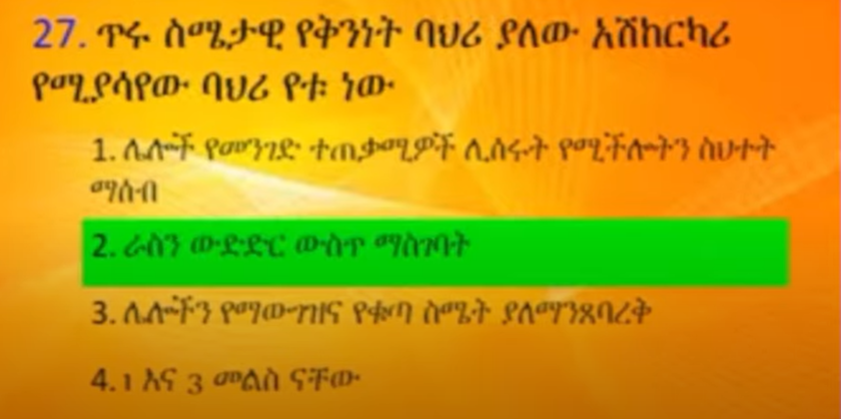 27. ጥሩ ስሜታዊ የቅንነት ባህሪ ያለው አሽከርካሪ
የሚያሳየው ባህሪ የቱ ነው
1. ሌሎች የመንገድ ተጠቃሚዎች ሊሰሩት የሚችሎትን ስህተት
ማሰብ
2. ራስን ውድድር ውስጥ ማስገባት
3. ሌሎችን የማውገዝና የቁጣ ስሜት ያለማንጸባረቅ
4. 1 እና 3 መልስ ናቸው